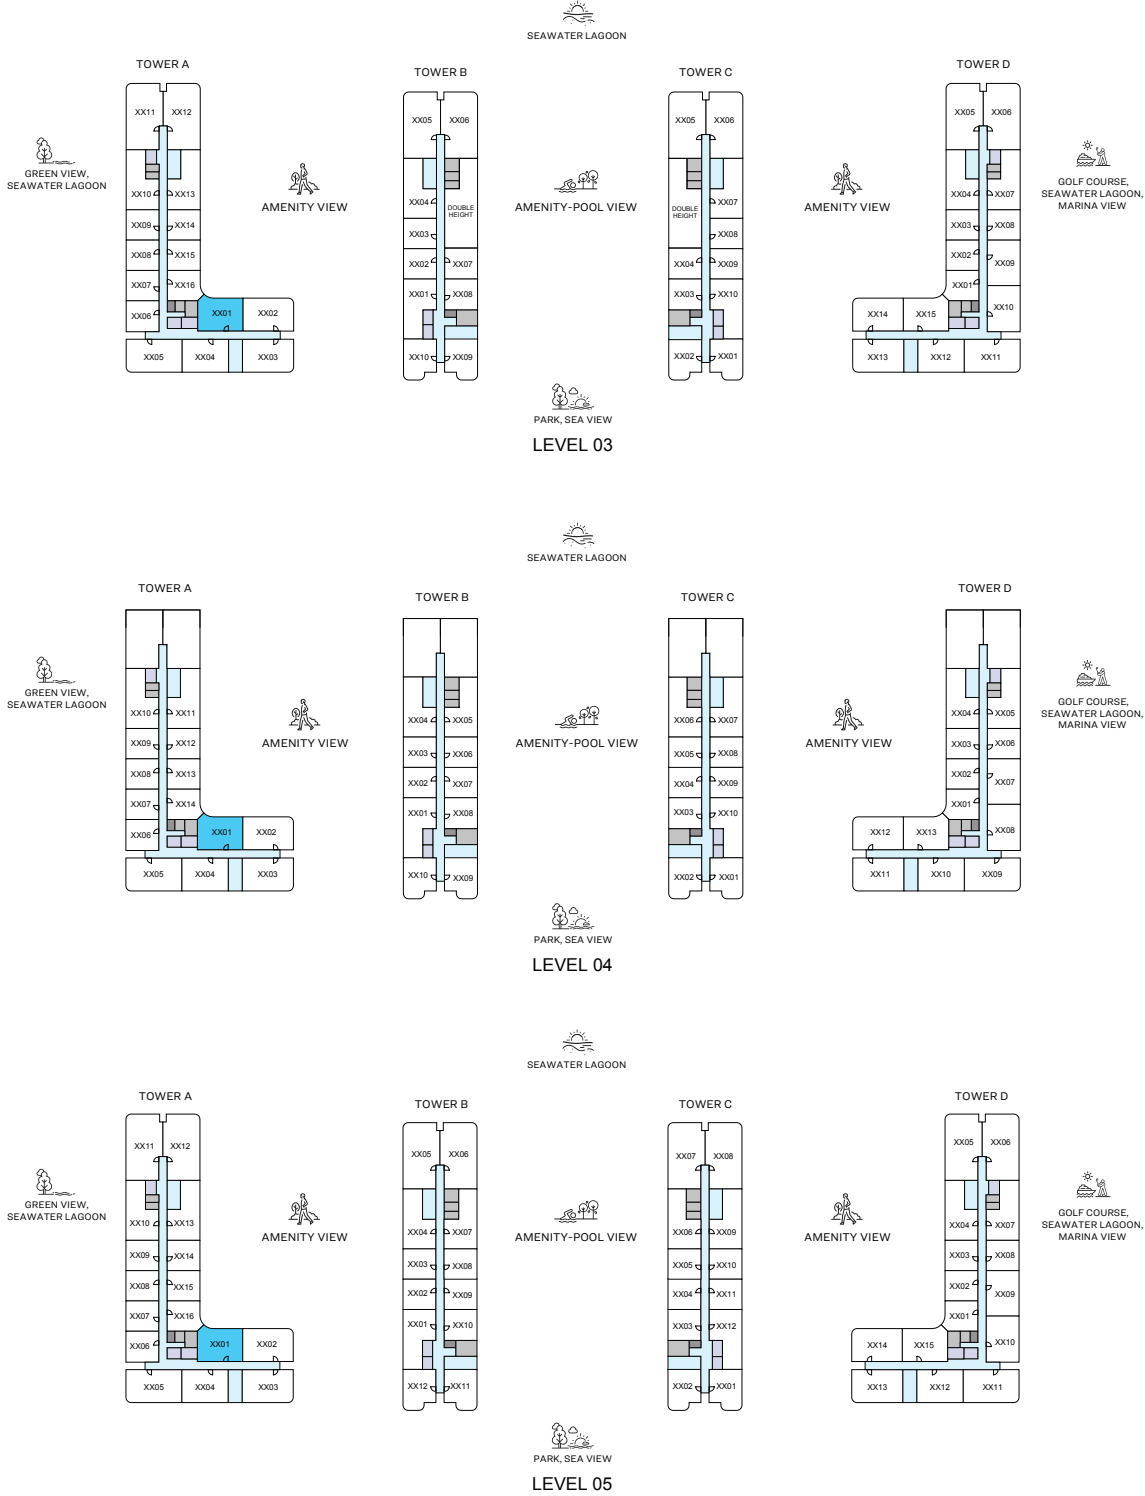 SEAWATER LAGOON
TOWER A
TOWER B
TOWER C
TOWER D
XX11 XX12
XX05 XX06
XX05 XX06
XX05 XX06
GREEN VIEW,
SEAWATER LAGOON
AMENITY VIEW
AMENITY-POOL VIEW
AMENITY VIEW
GOLF COURSE,
SEAWATER LAGOON,
MARINA VIEW
XX10 XX13
XX04 DOUBLE
HEIGHT
DOUBLE
HEIGHT
XX07
XX04 XX07
XX09 XX14
XX03
XX08
XX03 XX08
XX08 XX15
XX02 XX07
XX04 XX09
XX02 XX09
XX07 XX16
XX01 XX08
XX03 XX10
XX01 XX10
XX06 XX01 XX02
XX14 XX15
XX05 XX04 XX03
XX10 XX09
XX02 XX01
XX13 XX12 XX11
PARK, SEA VIEW
LEVEL 03
SEAWATER LAGOON
TOWER A
TOWER B
TOWER C
TOWER D
GREEN VIEW,
SEAWATER LAGOON
AMENITY VIEW
AMENITY-POOL VIEW
AMENITY VIEW
GOLF COURSE,
SEAWATER LAGOON,
MARINA VIEW
XX10 XX11
XX04 XX05
XX06 XX07
XX04 XX05
XX09 XX12
XX03 XX06
XX05 XX08
XX03 XX06
XX08 XX13
XX02 XX07
XX04 XX09
XX02 XX07
XX07 XX14
XX01 XX08
XX03 XX10
XX01 XX08
XX06 XX01 XX02
XX12 XX13
XX05 XX04 XX03
XX10 XX09
XX02 XX01
XX11 XX10 XX09
PARK, SEA VIEW
LEVEL 04
SEAWATER LAGOON
TOWER A
TOWER B
TOWER C
TOWER D
XX11 XX12
XX05 XX06
XX07 XX08
XX05 XX06
GREEN VIEW,
SEAWATER LAGOON
AMENITY VIEW
AMENITY-POOL VIEW
AMENITY VIEW
GOLF COURSE,
SEAWATER LAGOON,
MARINA VIEW
XX10 XX13
XX04 XX07
XX06 XX09
XX04 XX07
XX09 XX14
XX03 XX08
XX05 XX10
XX03 XX08
XX08 XX15
XX02 XX09
XX04 XX11
XX02 XX09
XX07 XX16
XX01 XX10
XX03 XX12
XX01 XX10
XX06 XX01 XX02
XX14 XX15
XX05 XX04 XX03
XX12 XX11
XX02 XX01
XX13 XX12 XX11
PARK, SEA VIEW
LEVEL 05